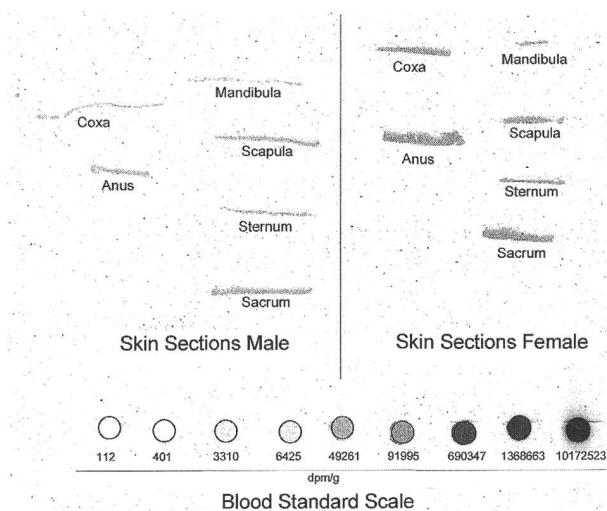 Mandibula
Coxa
Scapula
Anus
Sternum
Sacrum
Skin Sections Male
Coxa
Mandibula
Scapula
Anus
Sternum
Sacrum
Skin Sections Female
112 401 3310 6425 49261 91995 690347 1368663 10172523
dpm/g
Blood Standard Scale